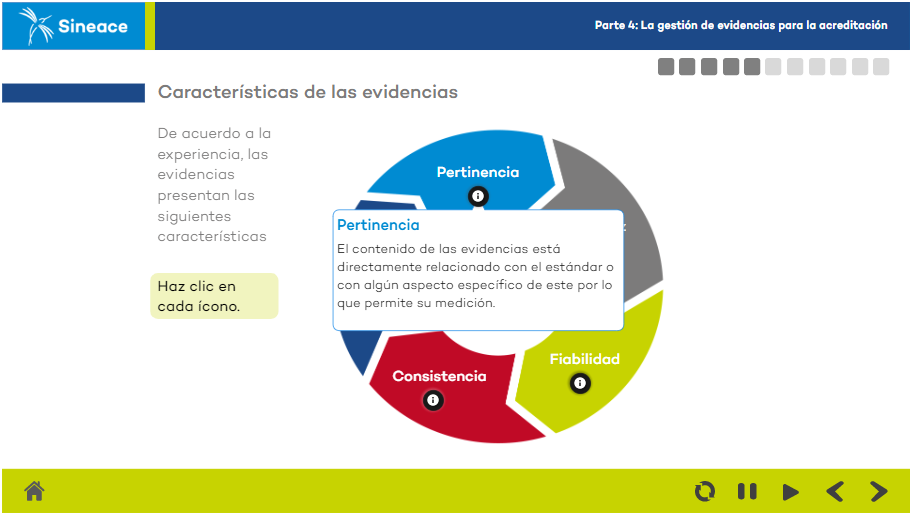 Sineace
Parte 4: La gestión de evidencias para la acreditación
Características de las evidencias
De acuerdo a la
experiencia, las
evidencias
presentan las
siguientes
características
Haz clic en
cada ícono.
Pertinencia
Pertinencia
El contenido de las evidencias está
directamente relacionado con el estándar o
con algún aspecto específico de este por lo
que permite su medición.
Fiabilidad
Consistencia